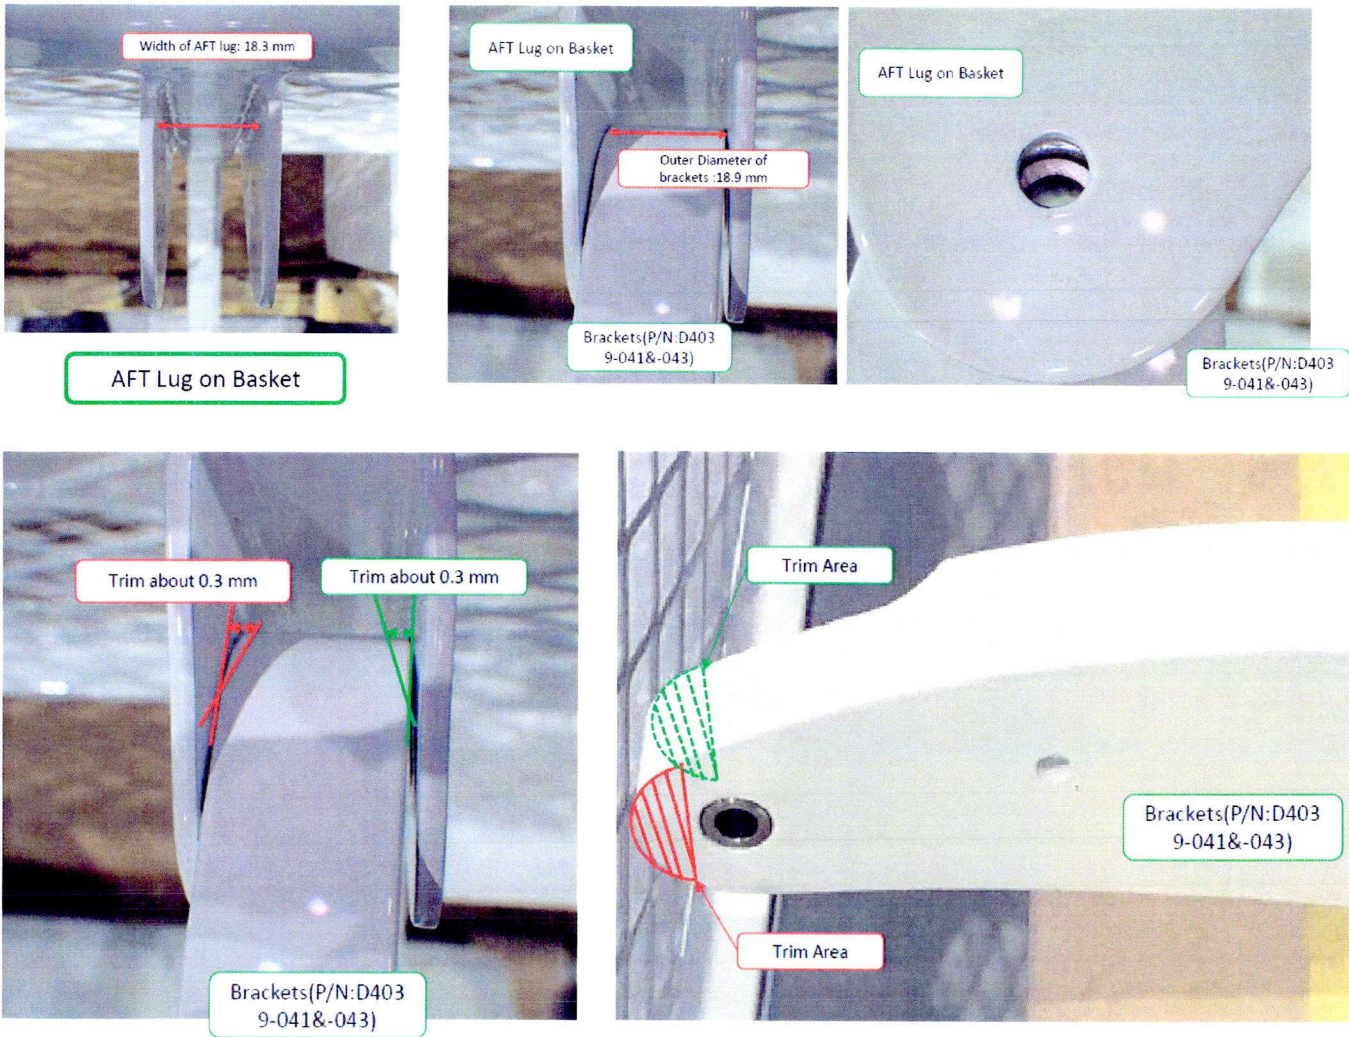 Width of AFT lug: 18.3 mm
AFT Lug on Basket
AFT Lug on Basket
Outer Diameter of
brackets :18.9 mm
Brackets(P/N:D403
9-041&-043)
AFT Lug on Basket
Brackets(P/N:D403
9-041&-043)
Trim about 0.3 mm
Trim about 0.3 mm
Brackets(P/N:D403
9-041&-043)
Trim Area
Brackets(P/N:D403
9-041&-043)
Trim Area